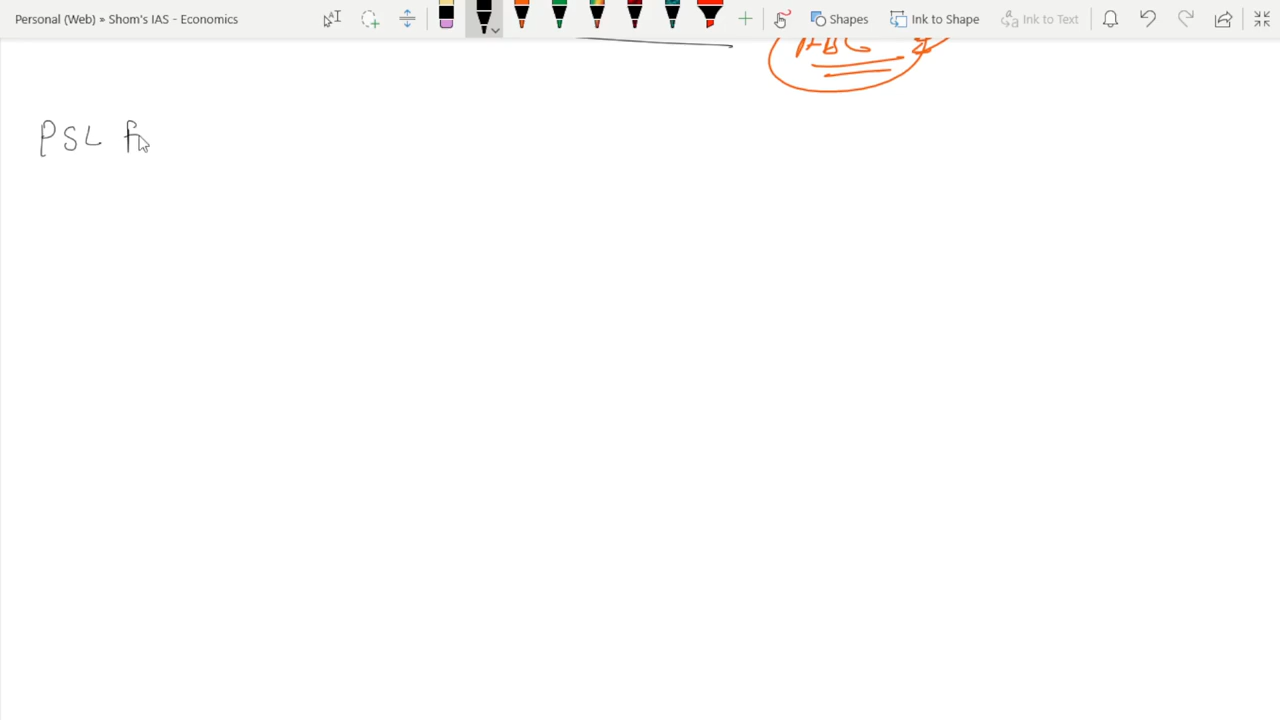 Personal (Web) » Shom's IAS - Economics
Shapes
Ink to Shape
Ink to Text
PSL